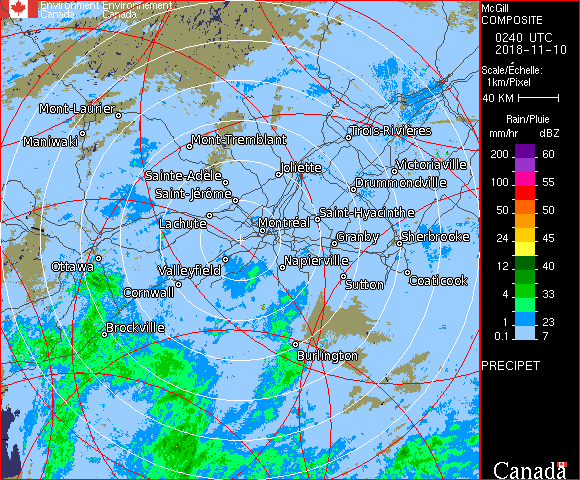 Environment Environnement
Canada Canada
McGill
COMPOSITE
0240 UTC
2018-11-10
Scale/Échelle:
1km/Pixel
40 KM
Rain/Pluie
mm/hr dBZ
200 60
100 55
50 50
24 45
12 40
4 33
1 23
0.1 7
PRECIPET
Canada
Mont-Laurier
Maniwaki
Mont-Tremblant
Trois-Rivières
Sainte-Adèle
Joliette
Victoriaville
Saint-Jérôme
Drummondville
Lachute
Montréal
Saint-Hyacinthe
Granby
Sherbrooke
Ottawa
Valleyfield
Napierville
Cornwall
Sutton
Coaticook
Brockville
Burlington